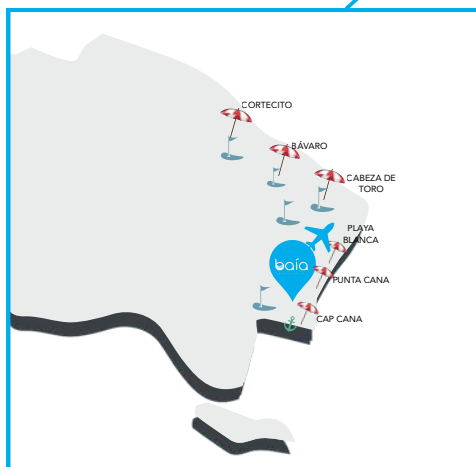 CORTECITO
BÁVARO
CABEZA DE
TORO
PLAYA
BLANCA
baía
PUNTA CANA
CAP CANA